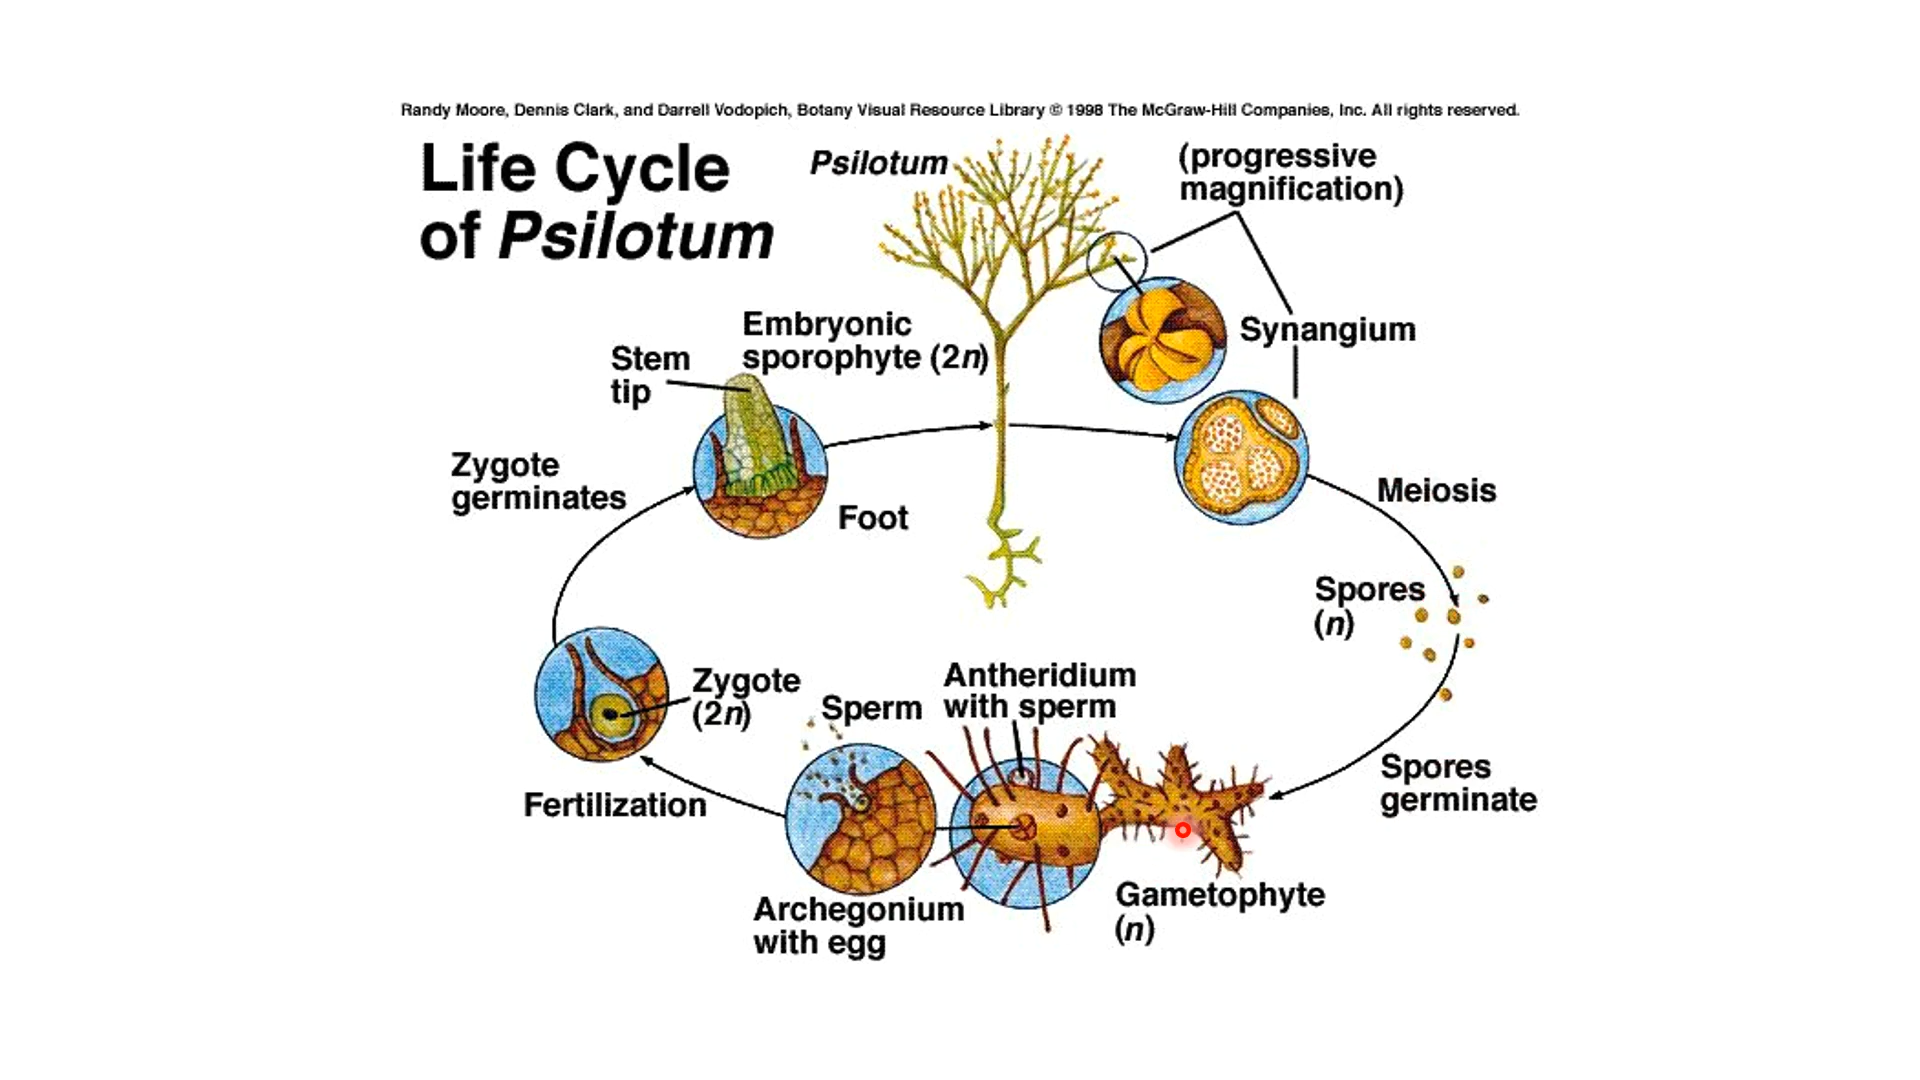 Randy Moore, Dennis Clark, and Darrell Vodopich, Botany Visual Resource Library © 1998 The McGraw-Hill Companies, Inc. All rights reserved.
Life Cycle
of Psilotum
Psilotum
(progressive
magnification)
Synangium
Embryonic
sporophyte (2n)
Stem
tip
Zygote
germinates
Foot
Meiosis
Spores
(n)
Zygote
(2n)
Sperm
Antheridium
with sperm
Spores
germinate
Fertilization
Archegonium
with egg
Gametophyte
(n)